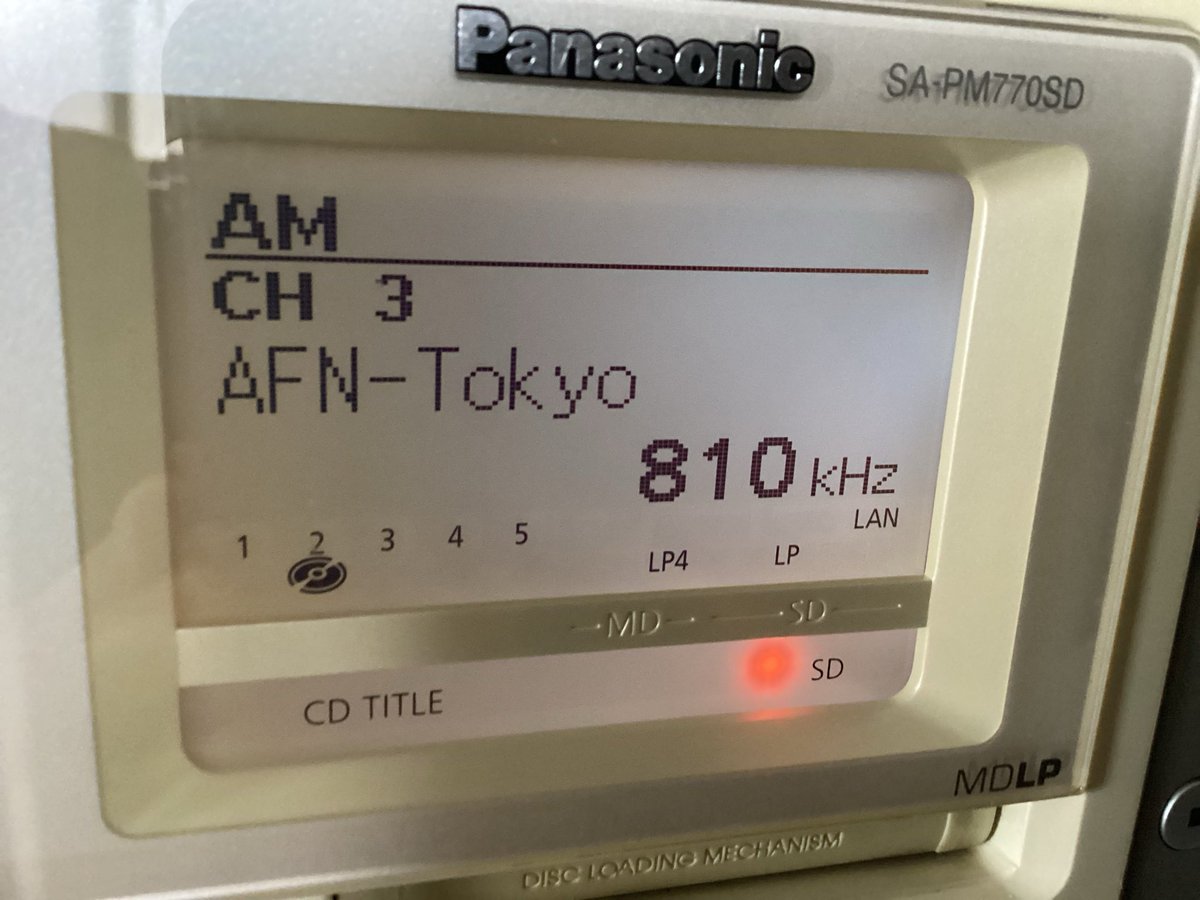 Panasonic
SA-PM770SD
AM
CH 3
AFN-Tokyo
810 kHz
LAN
1 2 3 4 5
LP4 LP
MD SD
SD
CD TITLE
MDLP
DISC LOADING MECHANISM